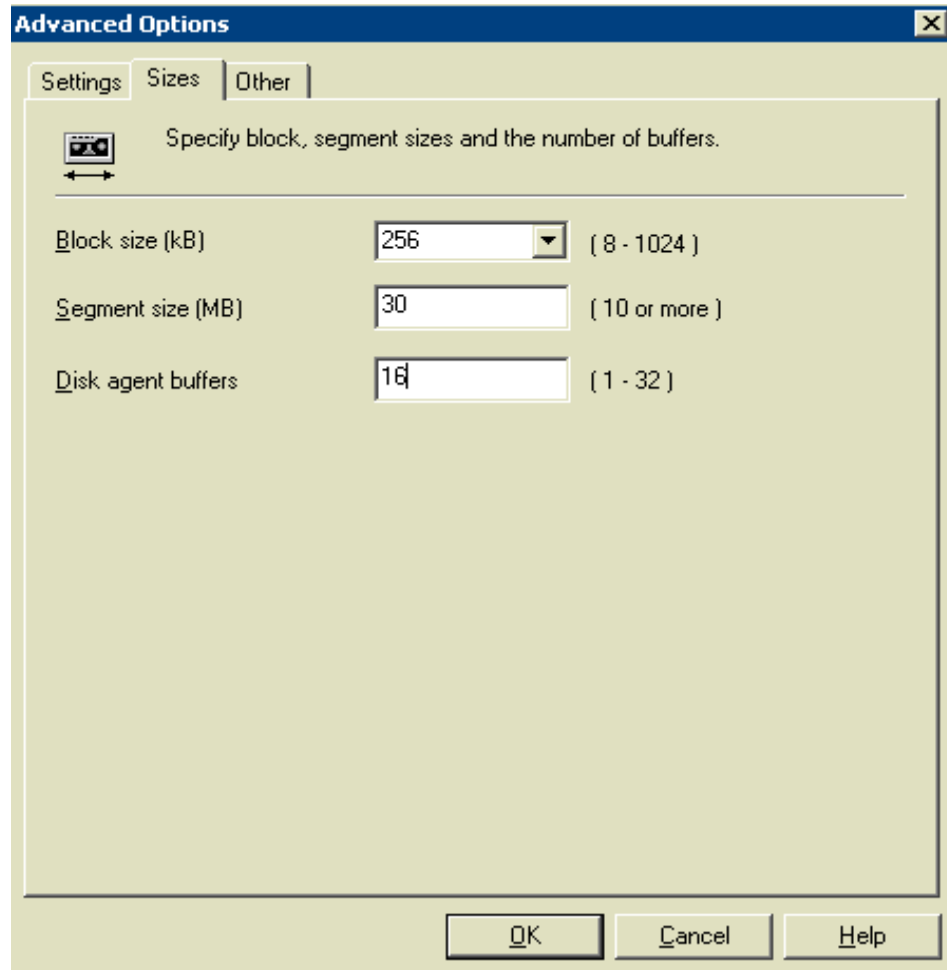 Advanced Options
Settings Sizes Other
Specify block, segment sizes and the number of buffers.
Block size (kB) 256 ( 8 - 1024 )
Segment size (MB) 30 ( 10 or more )
Disk agent buffers 16 ( 1 - 32 )
OK Cancel Help